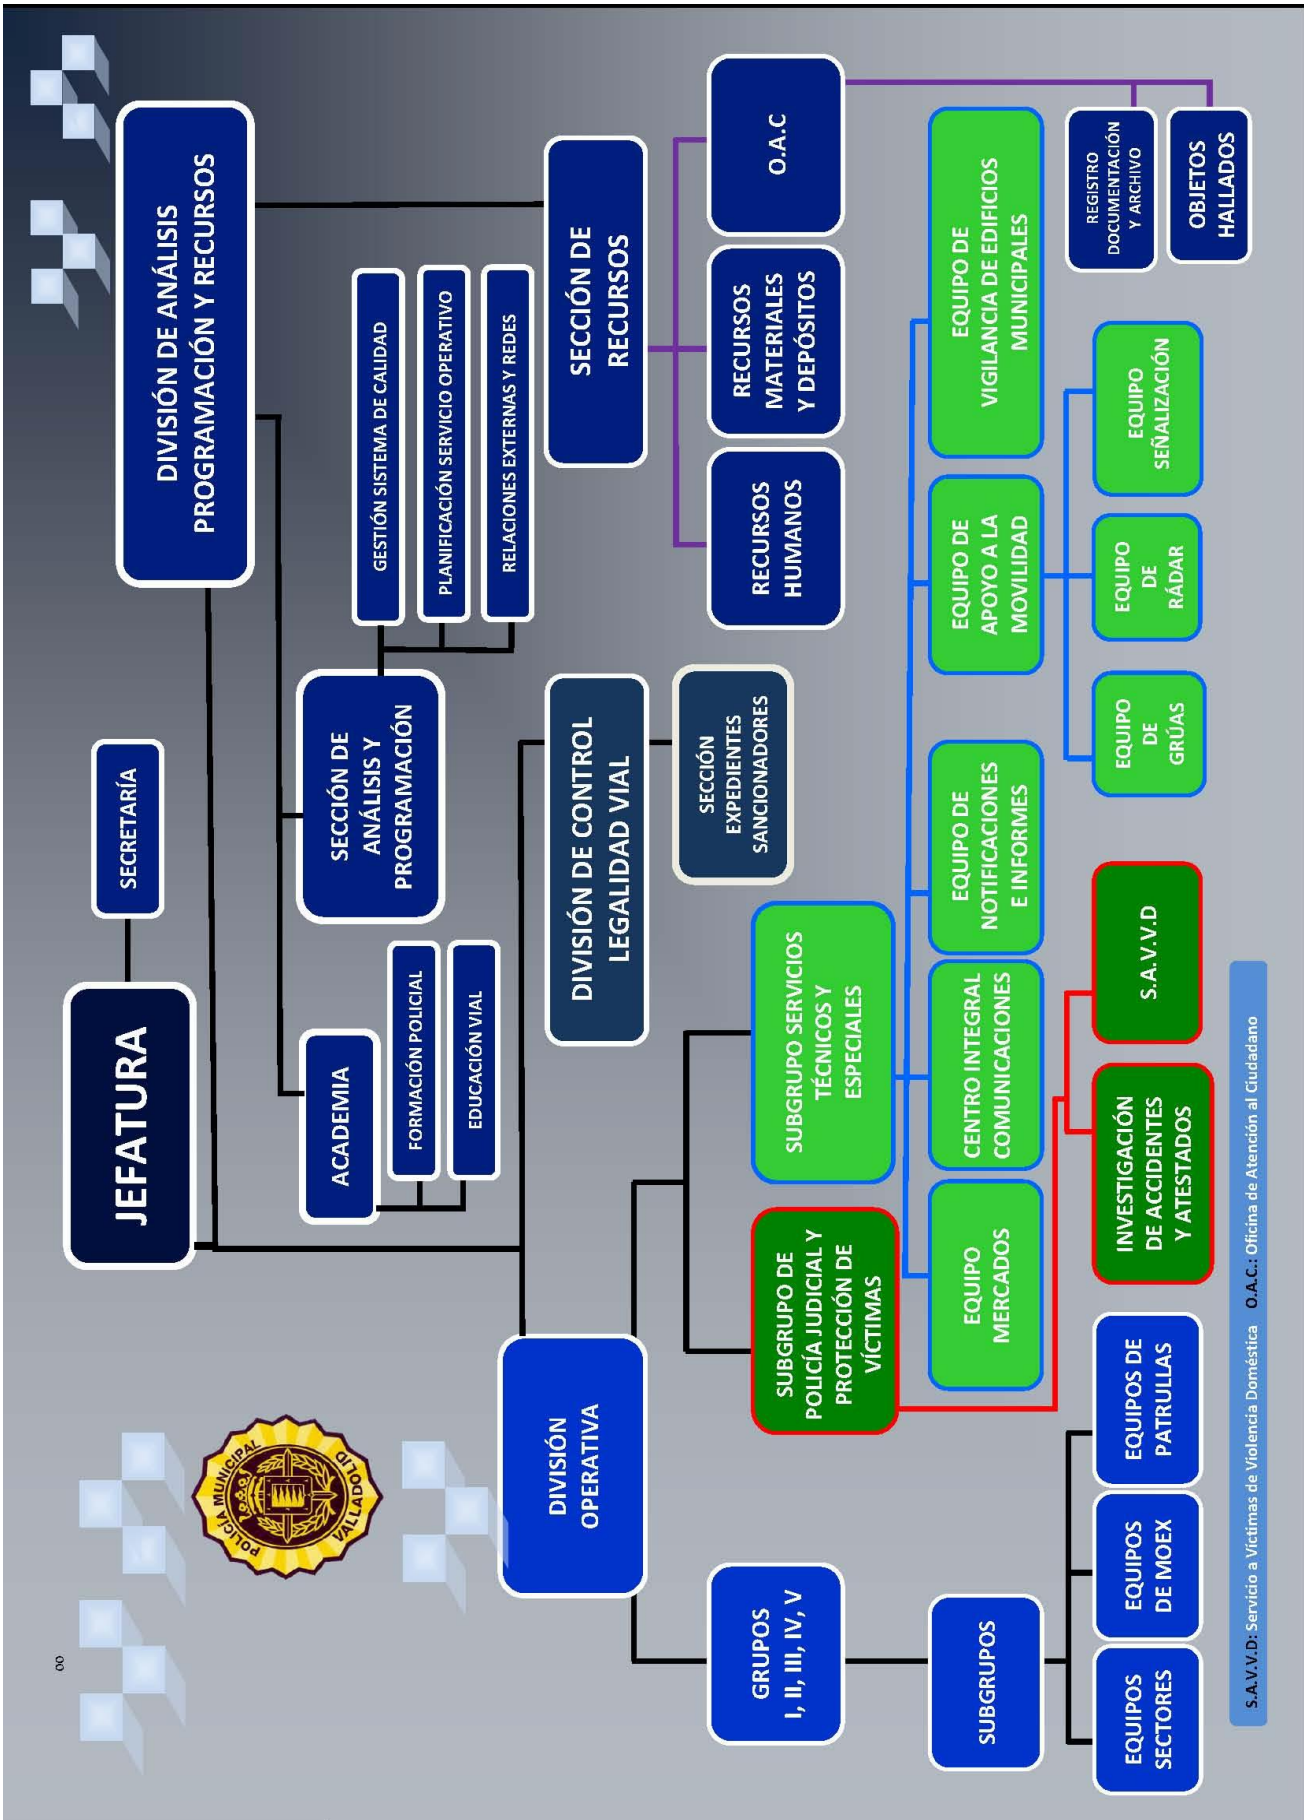 8
POLICÍA MUNICIPAL
VALLADOLID
JEFATURA
SECRETARÍA
DIVISIÓN DE ANÁLISIS
PROGRAMACIÓN Y RECURSOS
ACADEMIA
FORMACIÓN POLICIAL
EDUCACIÓN VIAL
SECCIÓN DE
ANÁLISIS Y
PROGRAMACIÓN
GESTIÓN SISTEMA DE CALIDAD
PLANIFICACIÓN SERVICIO OPERATIVO
RELACIONES EXTERNAS Y REDES
DIVISIÓN
OPERATIVA
DIVISIÓN DE CONTROL
LEGALIDAD VIAL
SECCIÓN DE
RECURSOS
SECCIÓN
EXPEDIENTES
SANCIONADORES
GRUPOS
I, II, III, IV, V
SUBGRUPO DE
POLICÍA JUDICIAL Y
PROTECCIÓN DE
VÍCTIMAS
SUBGRUPO SERVICIOS
TÉCNICOS Y
ESPECIALES
RECURSOS
HUMANOS
RECURSOS
MATERIALES
Y DEPÓSITOS
O.A.C
SUBGRUPOS
EQUIPO
MERCADOS
CENTRO INTEGRAL
COMUNICACIONES
EQUIPO DE
NOTIFICACIONES
E INFORMES
EQUIPO DE
APOYO A LA
MOVILIDAD
EQUIPO DE
VIGILANCIA DE EDIFICIOS
MUNICIPALES
EQUIPOS
SECTORES
EQUIPOS
DE MOEX
EQUIPOS DE
PATRULLAS
INVESTIGACIÓN
DE ACCIDENTES
Y ATESTADOS
S.A.V.V.D
EQUIPO
DE
GRÚAS
EQUIPO
DE
RÁDAR
EQUIPO
SEÑALIZACIÓN
REGISTRO
DOCUMENTACIÓN
Y ARCHIVO
OBJETOS
HALLADOS
S.A.V.V.D: Servicio a Víctimas de Violencia Doméstica O.A.C.: Oficina de Atención al Ciudadano